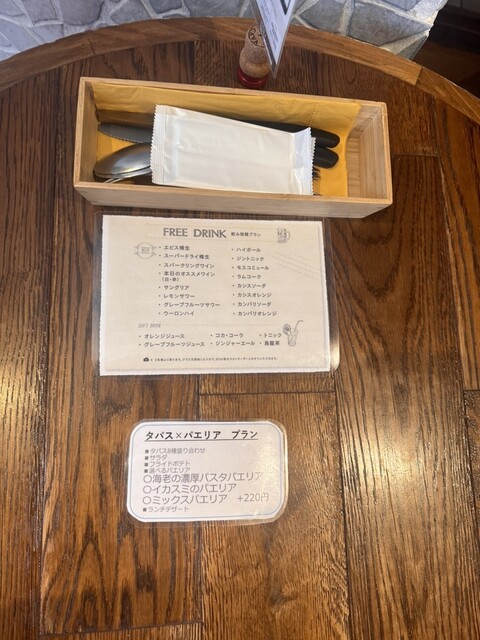 FREE DRINK 飲み放題プラン
・エビス樽生
・スーパードライ樽生
・スパークリングワイン
・本日のオススメワイン
(白・赤)
・サングリア
・レモンサワー
・グレープフルーツサワー
・ウーロンハイ
・ハイボール
・ジントニック
・モスコミュール
・ラムコーク
・カシスソーダ
・カシスオレンジ
・カンパリソーダ
・カンパリオレンジ
SOFT DRINK
・オレンジジュース ・コカ・コーラ ・トニック
・グレープフルーツジュース ・ジンジャーエール ・烏龍茶
タパス×パエリア プラン
■タパス8種盛り合わせ
■サラダ
■フライドポテト
■選べるパエリア
○海老の濃厚パスタパエリア
○イカスミのパエリア
○ミックスパエリア +220円
■ランチデザート